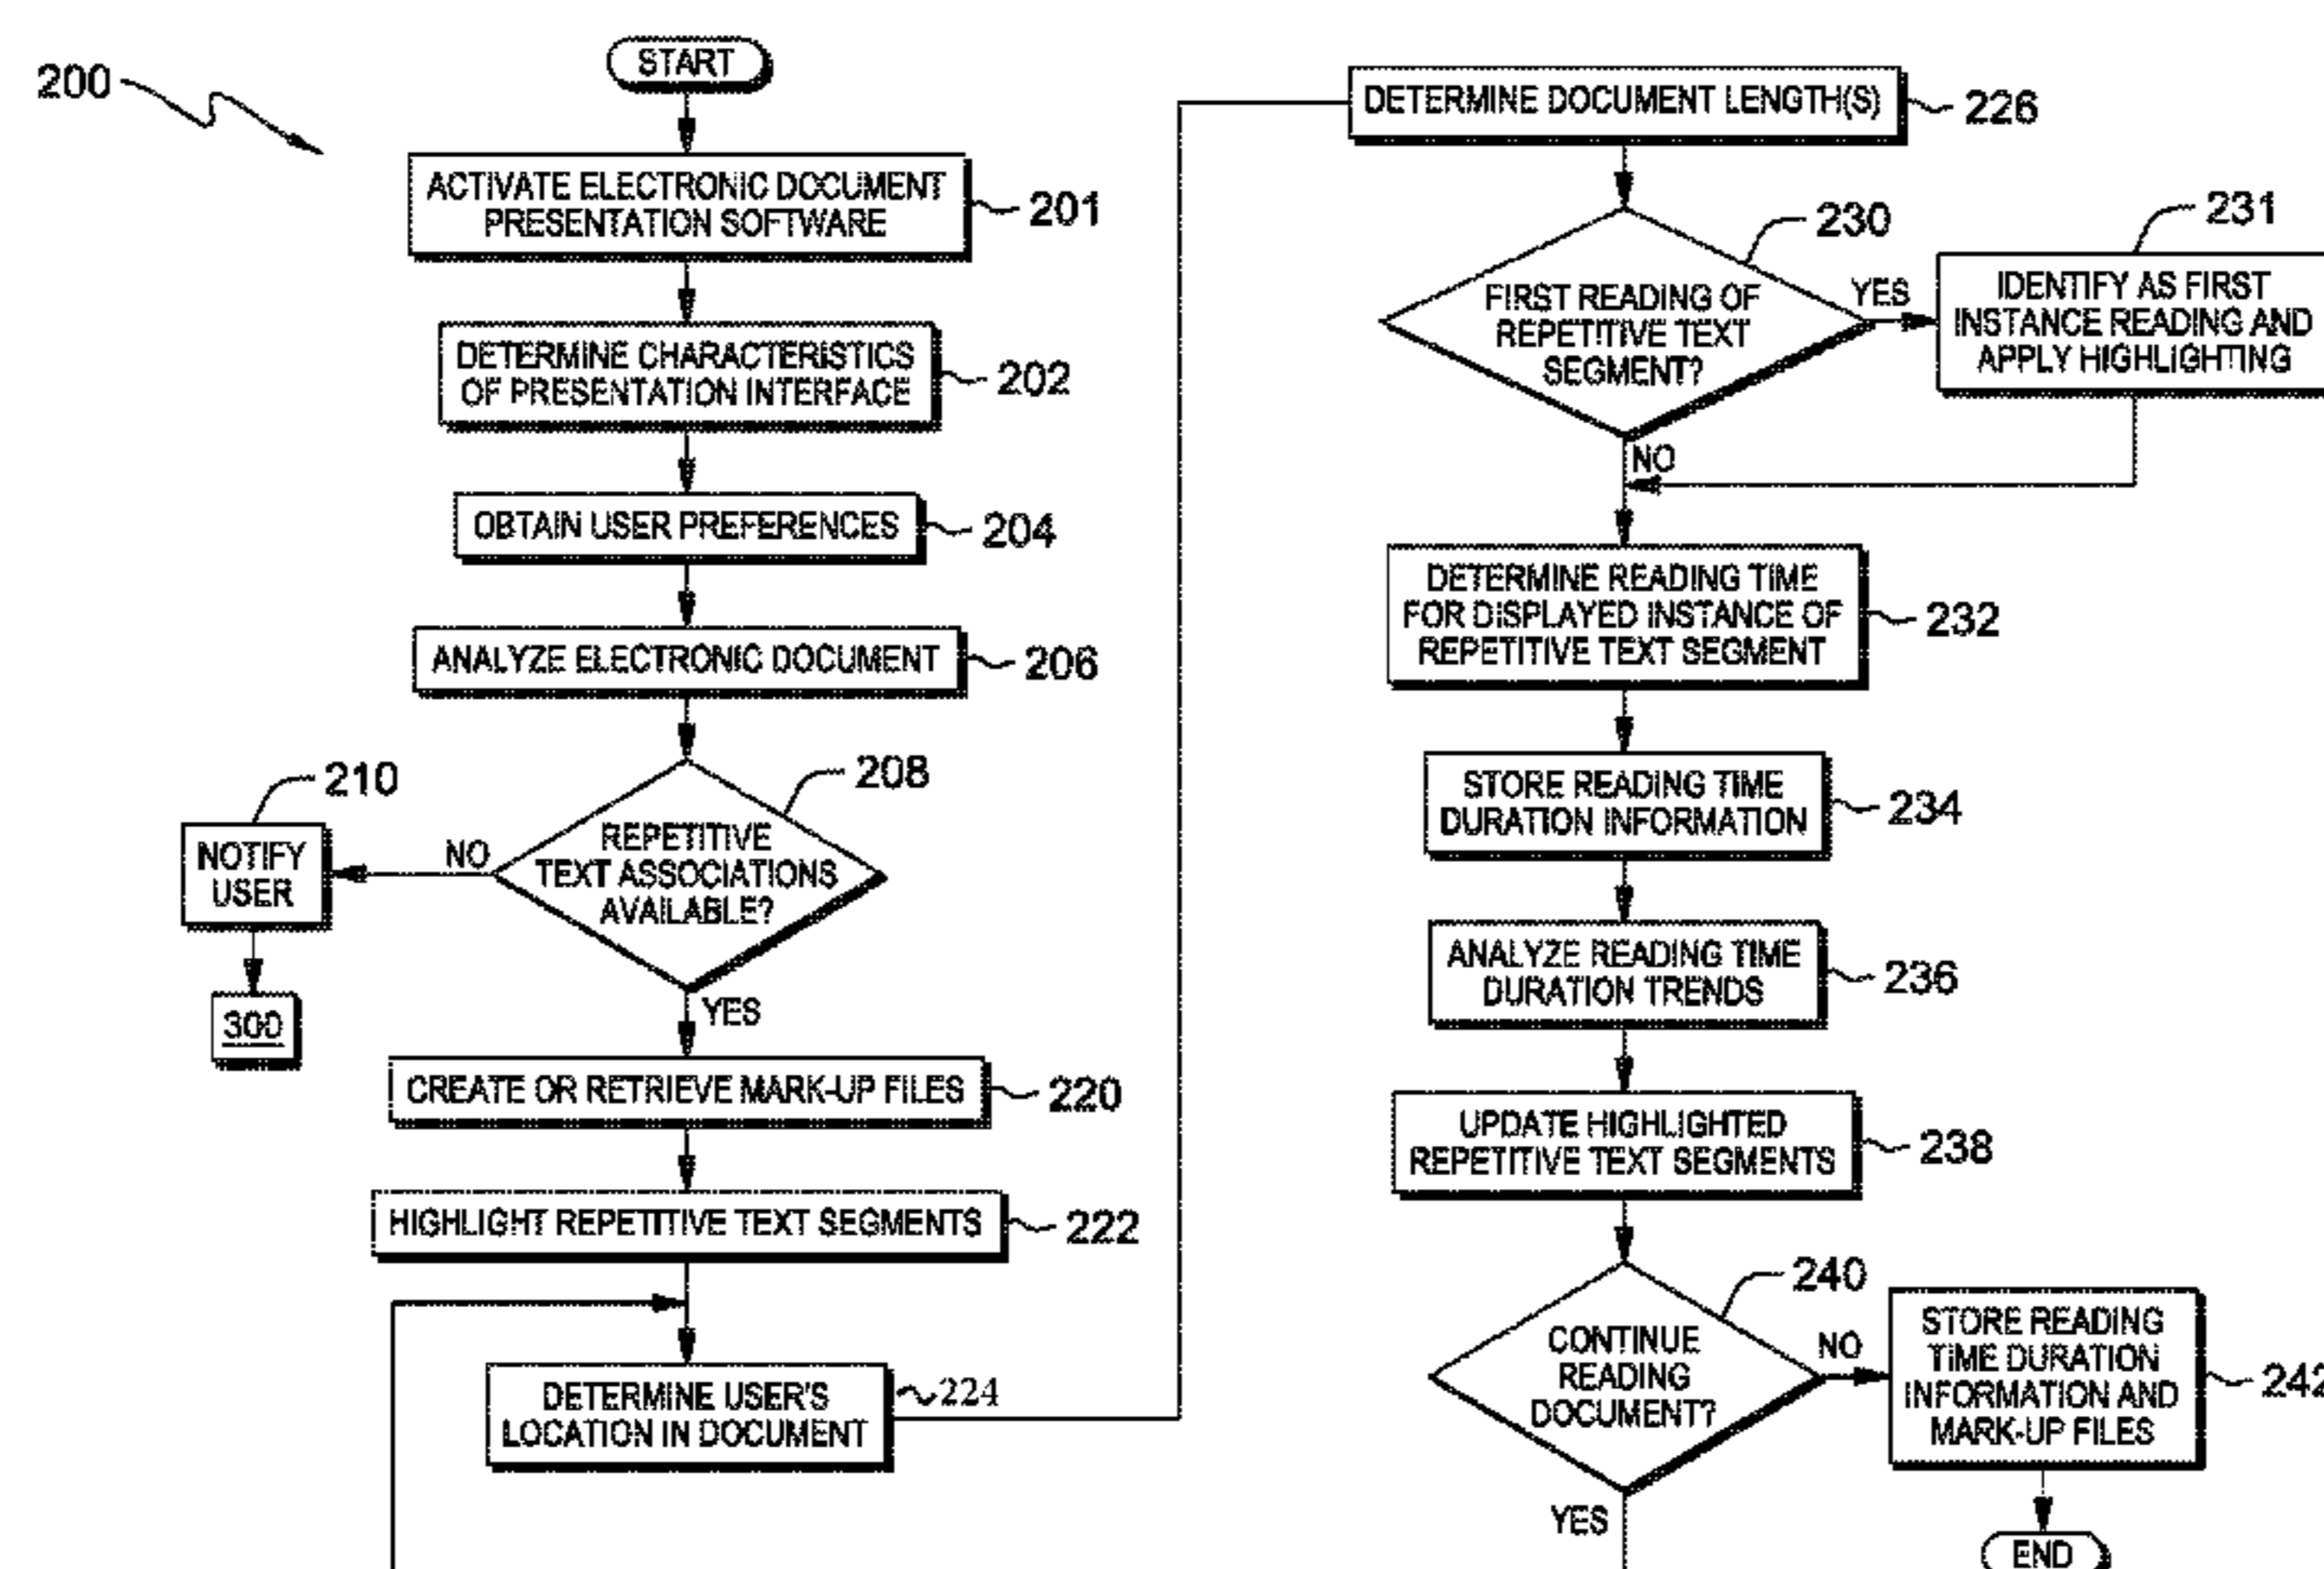 200
START
ACTIVATE ELECTRONIC DOCUMENT
PRESENTATION SOFTWARE
201
DETERMINE CHARACTERISTICS
OF PRESENTATION INTERFACE
202
OBTAIN USER PREFERENCES
204
ANALYZE ELECTRONIC DOCUMENT
206
208
REPETITIVE
TEXT ASSOCIATIONS
AVAILABLE?
NO
210
NOTIFY
USER
300
YES
CREATE OR RETRIEVE MARK-UP FILES
220
HIGHLIGHT REPETITIVE TEXT SEGMENTS
222
DETERMINE USER'S
LOCATION IN DOCUMENT
224
DETERMINE DOCUMENT LENGTH(S)
226
230
FIRST READING OF
REPETITIVE TEXT
SEGMENT?
YES
231
IDENTIFY AS FIRST
INSTANCE READING AND
APPLY HIGHLIGHTING
NO
DETERMINE READING TIME
FOR DISPLAYED INSTANCE OF
REPETITIVE TEXT SEGMENT
232
STORE READING TIME
DURATION INFORMATION
234
ANALYZE READING TIME
DURATION TRENDS
236
UPDATE HIGHLIGHTED
REPETITIVE TEXT SEGMENTS
238
240
CONTINUE
READING
DOCUMENT?
NO
STORE READING
TIME DURATION
INFORMATION AND
MARK-UP FILES
242
YES
END